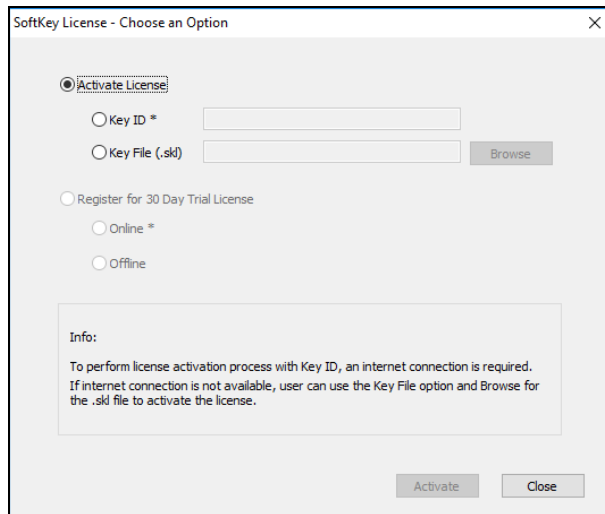 SoftKey License - Choose an Option
Activate License
Key ID *
Key File (.skl)
Browse
Register for 30 Day Trial License
Online *
Offline
Info:
To perform license activation process with Key ID, an internet connection is required.
If internet connection is not available, user can use the Key File option and Browse for
the .skl file to activate the license.
Activate
Close